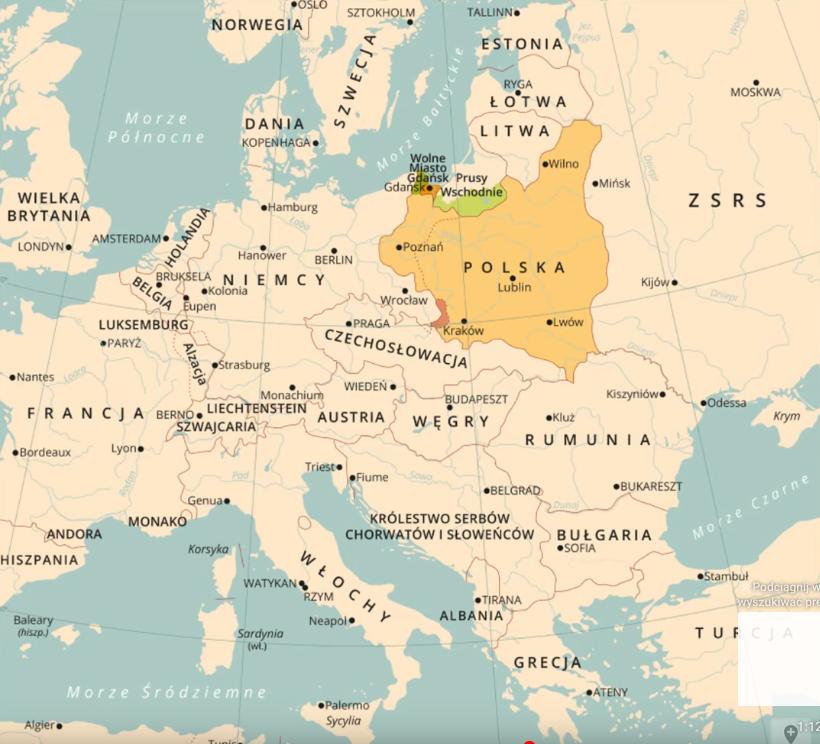 OSLO
NORWEGIA
SZTOKHOLM
TALLINN
ESTONIA
SZWECJA
Morze Bałtyckie
RYGA
ŁOTWA
MOSKWA
Morze
Północne
DANIA
KOPENHAGA
LITWA
Wilno
Wolne
Miasto
Gdańsk
Gdańsk
Prusy
Wschodnie
Mińsk
ZSRS
WIELKA
BRYTANIA
LONDYN
AMSTERDAM
HOLANDIA
Hamburg
Hanower
BERLIN
Poznań
POLSKA
Lublin
Kijów
Dniepr
BRUKSELA
BELGIA
NIEMCY
Kolonia
Eupen
Wrocław
LUKSEMBURG
PARYŻ
PRAGA
Kraków
Lwów
CZECHOSŁOWACJA
Alzacja
Strasburg
Nantes
Monachium
WIEDEŃ
BUDAPESZT
Kiszyniów
Odessa
Krym
FRANCJA
BERNO
LIECHTENSTEIN
SZWAJCARIA
AUSTRIA
WĘGRY
Kluż
RUMUNIA
Bordeaux
Lyon
Triest
Fiume
Pad
Sawa
Genua
BELGRAD
Dunaj
BUKARESZT
Morze Czarne
MONAKO
ANDORA
HISZPANIA
KRÓLESTWO SERBÓW
CHORWATÓW I SŁOWEŃCÓW
BUŁGARIA
SOFIA
Korsyka
WŁOCHY
WATYKAN
RZYM
Neapol
TIRANA
ALBANIA
Stambuł
Podciągnij w
wyszukiwać pre
Baleary
(hiszp.)
Sardynia
(wł.)
TURCJA
GRECJA
ATENY
Morze Śródziemne
Palermo
Sycylia
Algier
1:12